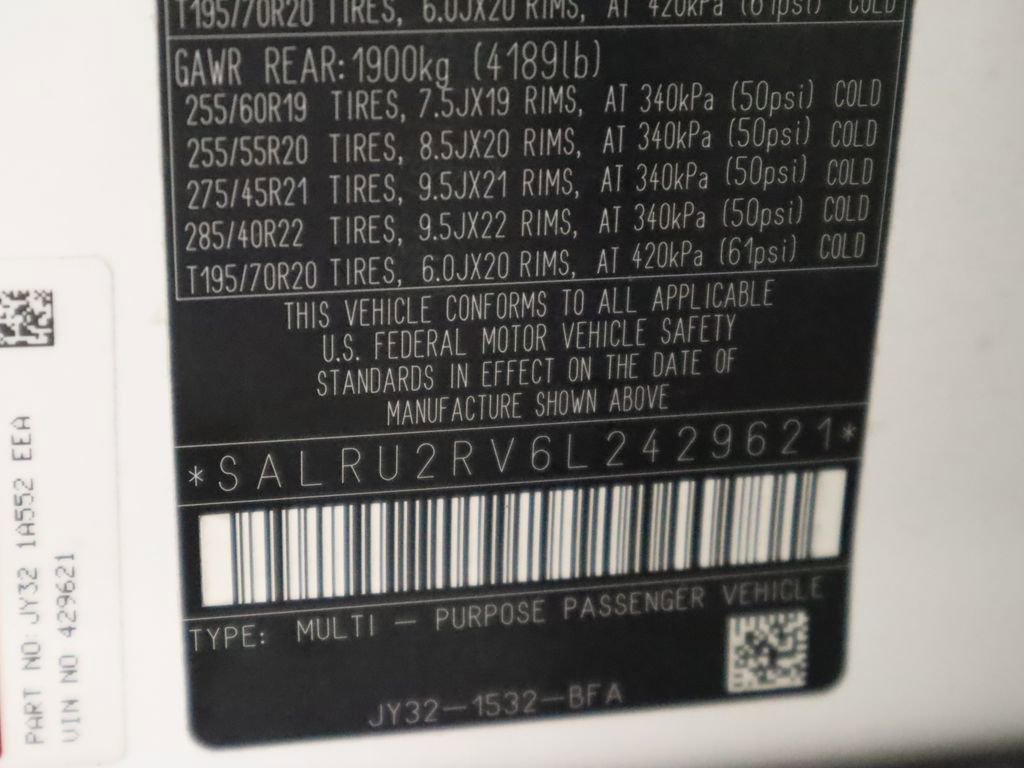 T195/70R20 TIRES, 6.0JX20 RIMS, AT 420kPa (61psi) COLD
GAWR REAR: 1900kg (4189lb)
255/60R19 TIRES, 7.5JX19 RIMS, AT 340kPa (50psi) COLD
255/55R20 TIRES, 8.5JX20 RIMS, AT 340kPa (50psi) COLD
275/45R21 TIRES, 9.5JX21 RIMS, AT 340kPa (50psi) COLD
285/40R22 TIRES, 9.5JX22 RIMS, AT 340kPa (50psi) COLD
T195/70R20 TIRES, 6.0JX20 RIMS, AT 420kPa (61psi) COLD
THIS VEHICLE CONFORMS TO ALL APPLICABLE
U.S. FEDERAL MOTOR VEHICLE SAFETY
STANDARDS IN EFFECT ON THE DATE OF
MANUFACTURE SHOWN ABOVE
*SALRU2RV6L2429621*
TYPE: MULTI - PURPOSE PASSENGER VEHICLE
JY32-1532-BFA
PART NO: JY32 1A552 EEA
VIN NO 429621